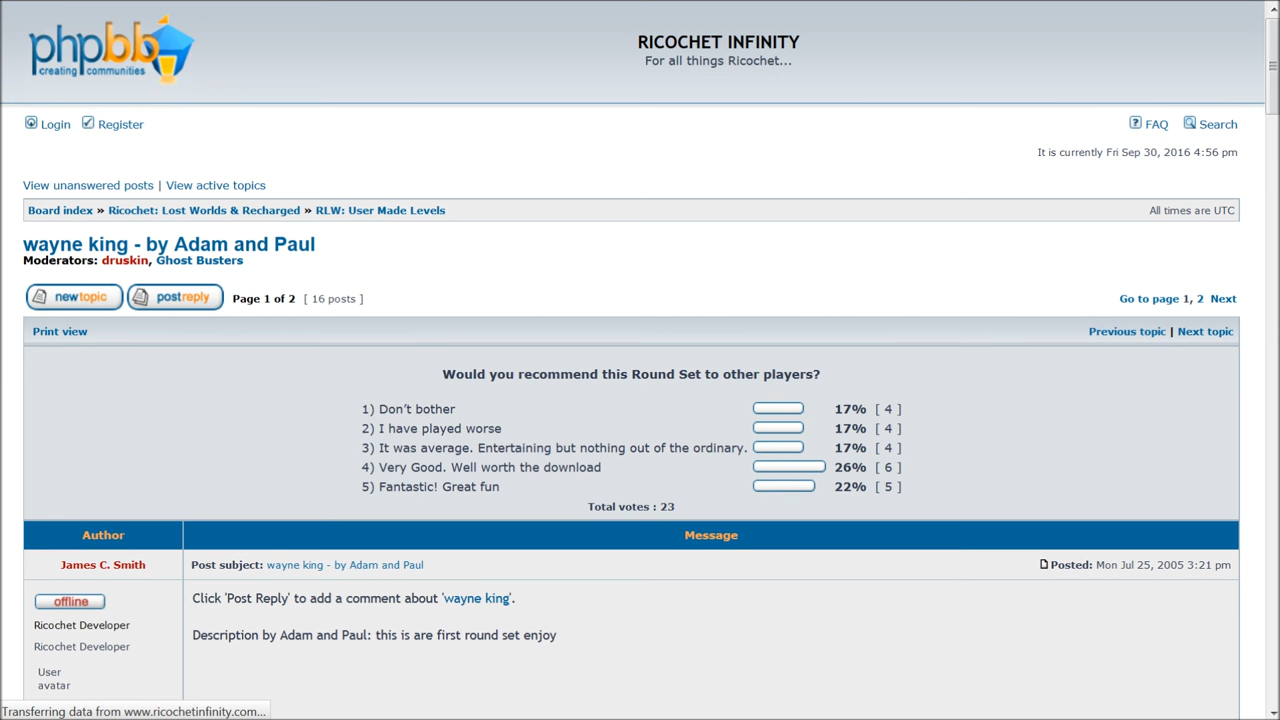 phpbb
creating communities
RICOCHET INFINITY
For all things Ricochet...
Login Register FAQ Search
It is currently Fri Sep 30, 2016 4:56 pm
View unanswered posts | View active topics
Board index » Ricochet: Lost Worlds & Recharged » RLW: User Made Levels All times are UTC
wayne king - by Adam and Paul
Moderators: druskin, Ghost Busters
newtopic postreply Page 1 of 2 [ 16 posts ] Go to page 1, 2 Next
Print view Previous topic | Next topic
Would you recommend this Round Set to other players?
1) Don't bother 17% [ 4 ]
2) I have played worse 17% [ 4 ]
3) It was average. Entertaining but nothing out of the ordinary. 17% [ 4 ]
4) Very Good. Well worth the download 26% [ 6 ]
5) Fantastic! Great fun 22% [ 5 ]
Total votes : 23
Author Message
James C. Smith Post subject: wayne king - by Adam and Paul Posted: Mon Jul 25, 2005 3:21 pm
offline
Click 'Post Reply' to add a comment about 'wayne king'.
Ricochet Developer
Description by Adam and Paul: this is are first round set enjoy
Ricochet Developer
User
avatar
Transferring data from www.ricochetinfinity.com...